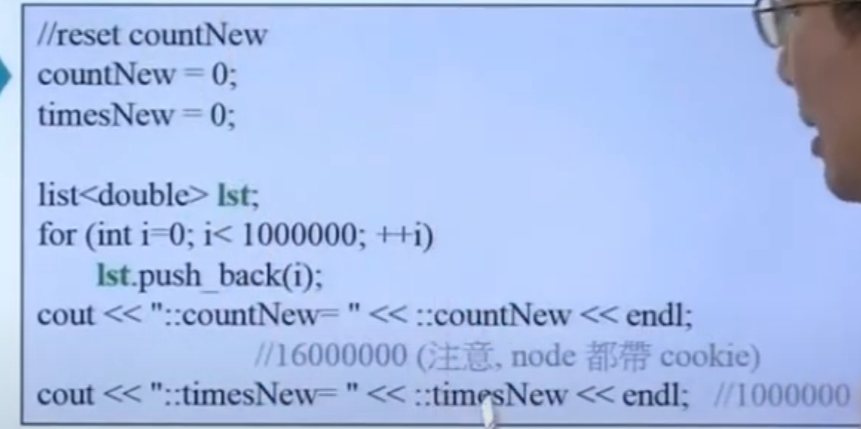 //reset countNew
countNew = 0;
timesNew = 0;
list<double> lst;
for (int i=0; i< 1000000; ++i)
lst.push_back(i);
cout << "::countNew= " << ::countNew << endl;
//16000000 (注意, node 都帶 cookie)
cout << "::timesNew= " << ::timesNew << endl; //1000000